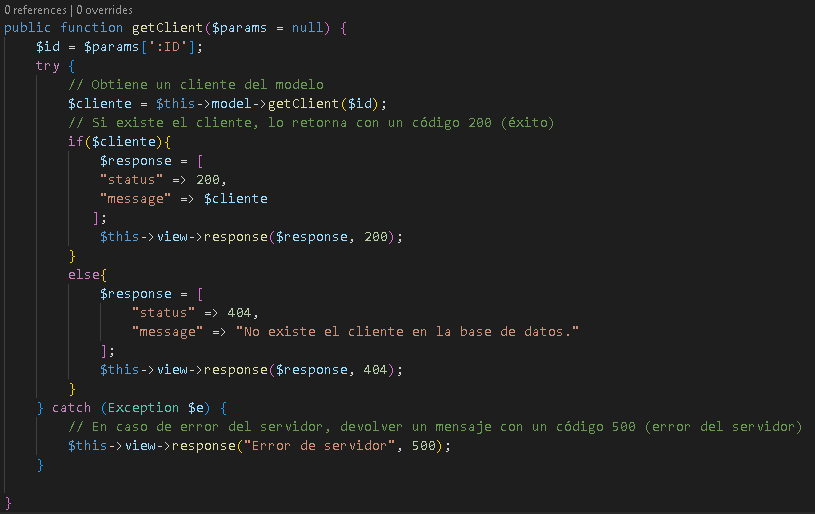 0 references | 0 overrides
public function getClient($params = null) {
    $id = $params[':ID'];
    try {
        // Obtiene un cliente del modelo
        $cliente = $this->model->getClient($id);
        // Si existe el cliente, lo retorna con un código 200 (éxito)
        if($cliente){
            $response = [
            "status" => 200,
            "message" => $cliente
           ];
            $this->view->response($response, 200);
        }
        else{
            $response = [
                "status" => 404,
                "message" => "No existe el cliente en la base de datos."
            ];
            $this->view->response($response, 404);
        }
    } catch (Exception $e) {
        // En caso de error del servidor, devolver un mensaje con un código 500 (error del servidor)
        $this->view->response("Error de servidor", 500);
    }

}